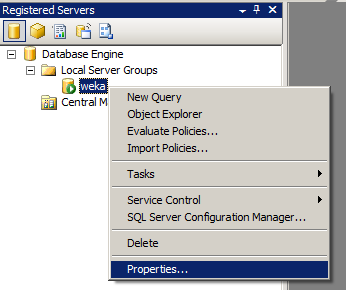 Registered Servers
Database Engine
Local Server Groups
weka
Central M
New Query
Object Explorer
Evaluate Policies...
Import Policies...
Tasks
Service Control
SQL Server Configuration Manager...
Delete
Properties...